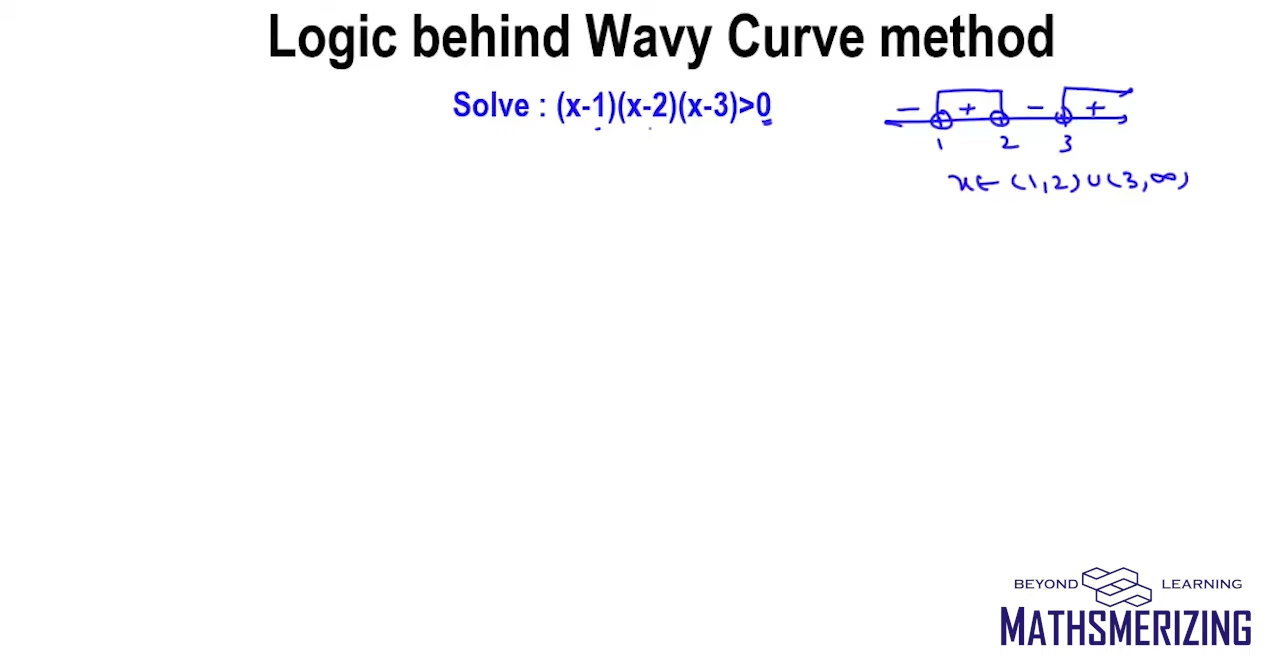 Logic behind Wavy Curve method
Solve : (x-1)(x-2)(x-3)>0
- + - +
1 2 3
x ∈ (1,2) ∪ (3,∞)
BEYOND LEARNING
MATHSMERIZING